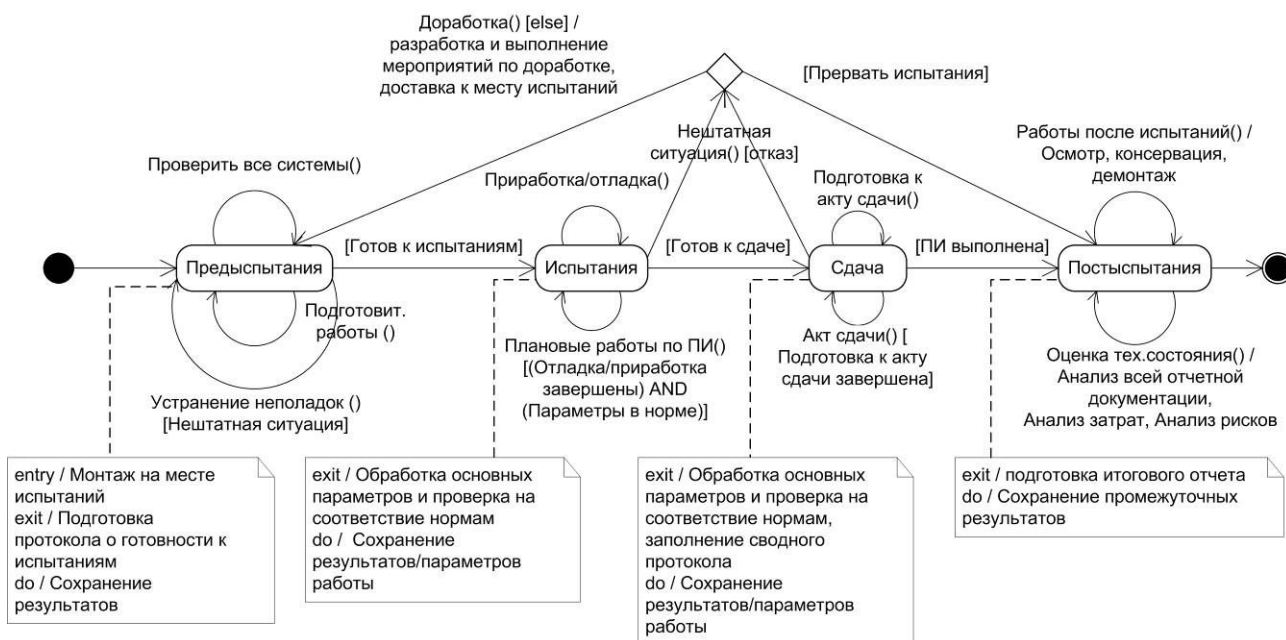 Доработка() [else] /
разработка и выполнение
мероприятий по доработке,
доставка к месту испытаний
[Прервать испытания]
Нештатная
ситуация() [отказ]
Работы после испытаний() /
Осмотр, консервация,
демонтаж
Проверить все системы()
Приработка/отладка()
Подготовка к
акту сдачи()
[Готов к испытаниям]
[Готов к сдаче]
[ПИ выполнена]
Предыспытания
Испытания
Сдача
Постыспытания
Подготовит.
работы ()
Устранение неполадок ()
[Нештатная ситуация]
Плановые работы по ПИ()
[(Отладка/приработка
завершены) AND
(Параметры в норме)]
Акт сдачи() [
Подготовка к акту
сдачи завершена]
Оценка тех.состояния() /
Анализ всей отчетной
документации,
Анализ затрат, Анализ рисков
entry / Монтаж на месте
испытаний
exit / Подготовка
протокола о готовности к
испытаниям
do / Сохранение
результатов
exit / Обработка основных
параметров и проверка на
соответствие нормам
do / Сохранение
результатов/параметров
работы
exit / Обработка основных
параметров и проверка на
соответствие нормам,
заполнение сводного
протокола
do / Сохранение
результатов/параметров
работы
exit / подготовка итогового отчета
do / Сохранение промежуточных
результатов